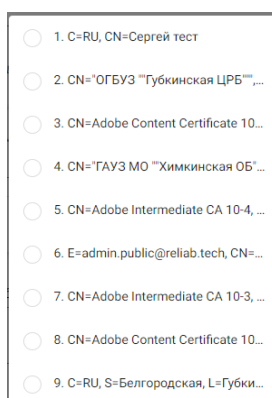 1. C=RU, CN=Сергей тест
2. CN="ОГБУЗ ""Губкинская ЦРБ""",...
3. CN=Adobe Content Certificate 10...
4. CN="ГАУЗ МО ""Химкинская ОБ"...
5. CN=Adobe Intermediate CA 10-4, ...
6. E=admin.public@reliab.tech, CN=...
7. CN=Adobe Intermediate CA 10-3, ...
8. CN=Adobe Content Certificate 10...
9. C=RU, S=Белгородская, L=Губки...